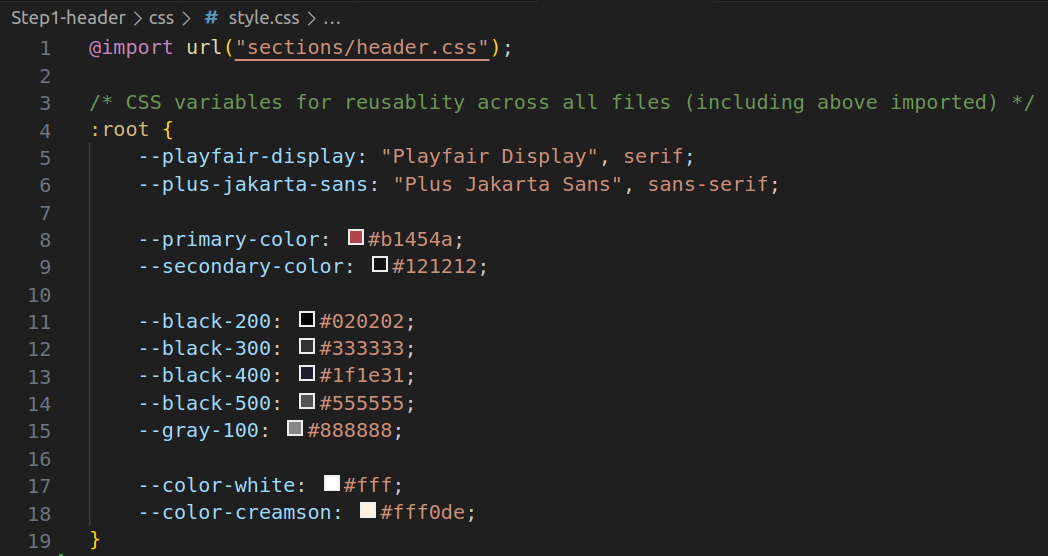 Step1-header > css > # style.css > ...
1 @import url("sections/header.css");
2
3 /* CSS variables for reusablity across all files (including above imported) */
4 :root {
5 --playfair-display: "Playfair Display", serif;
6 --plus-jakarta-sans: "Plus Jakarta Sans", sans-serif;
7
8 --primary-color: #b1454a;
9 --secondary-color: #121212;
10
11 --black-200: #020202;
12 --black-300: #333333;
13 --black-400: #1f1e31;
14 --black-500: #555555;
15 --gray-100: #888888;
16
17 --color-white: #fff;
18 --color-creamson: #fff0de;
19 }